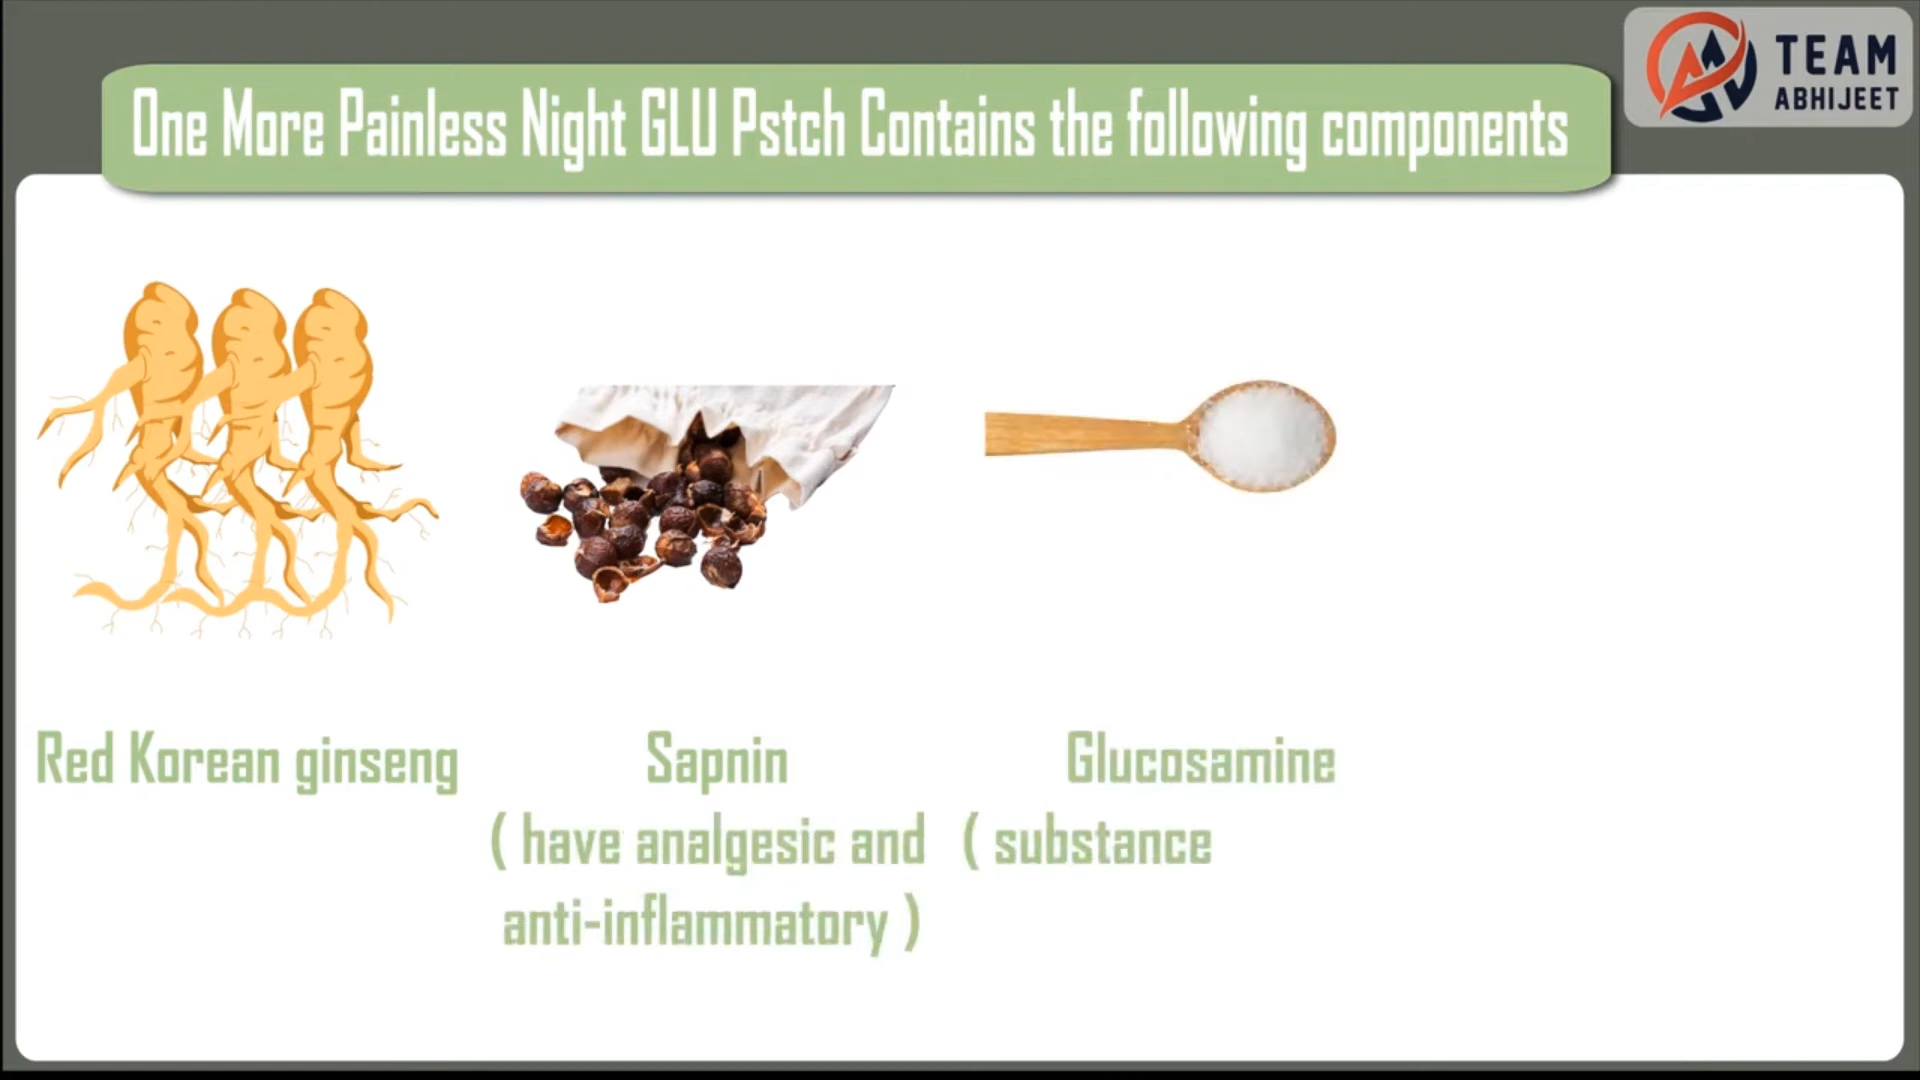 TEAM
ABHIJEET
One More Painless Night GLU Pstch Contains the following components
Red Korean ginseng
Sapnin
( have analgesic and
anti-inflammatory )
Glucosamine
( substance